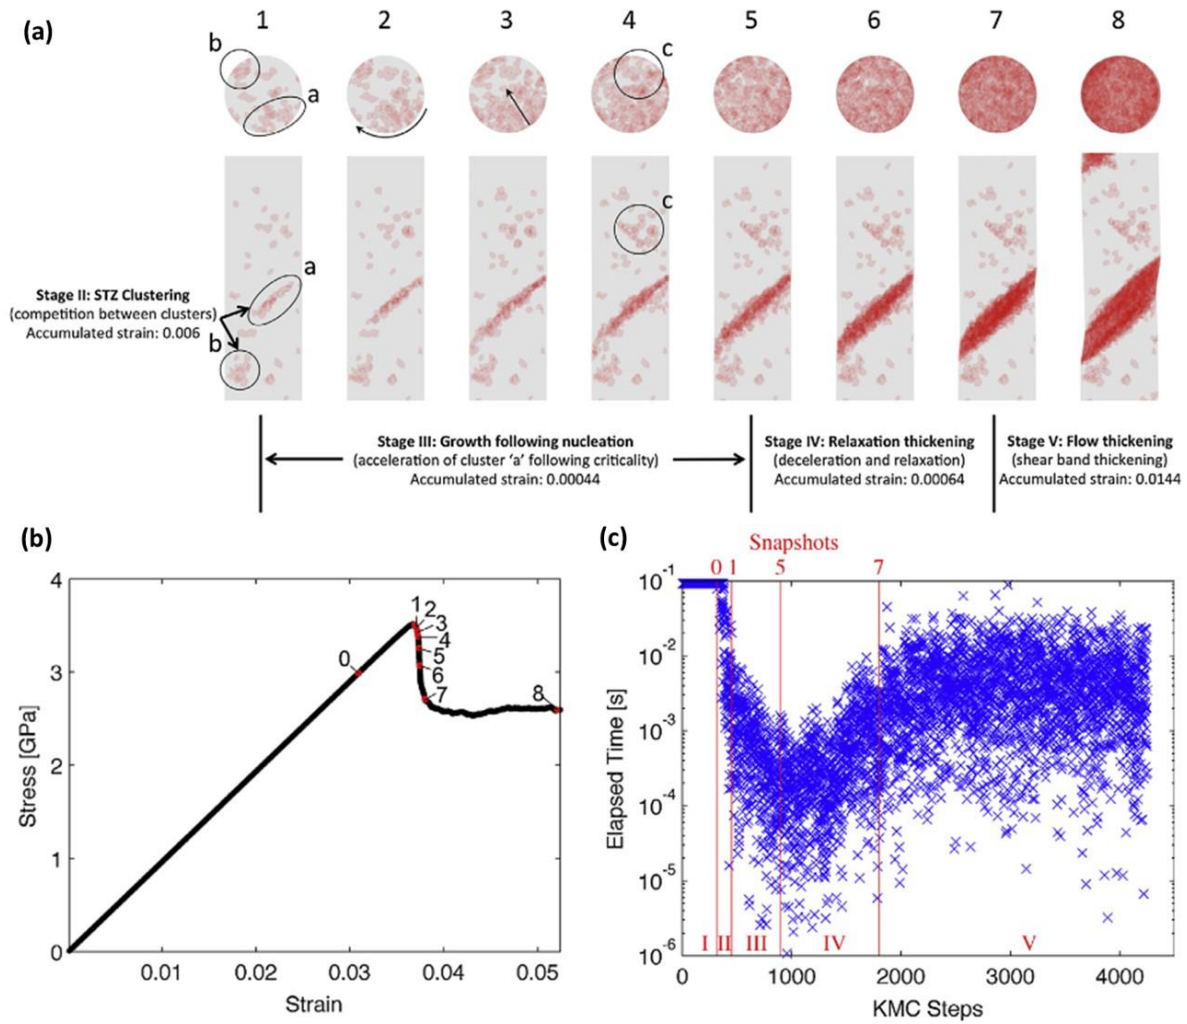 (a)
1 2 3 4 5 6 7 8
b
a
c
c
a
b
Stage II: STZ Clustering
(competition between clusters)
Accumulated strain: 0.006
Stage III: Growth following nucleation
(acceleration of cluster ‘a’ following criticality)
Accumulated strain: 0.00044
Stage IV: Relaxation thickening
(deceleration and relaxation)
Accumulated strain: 0.00064
Stage V: Flow thickening
(shear band thickening)
Accumulated strain: 0.0144
(b)
4
3
2
1
0
0.01 0.02 0.03 0.04 0.05
Stress [GPa]
Strain
0
1
2
3
4
5
6
7
8
(c)
Snapshots
0 1 5 7
10^-1
10^-2
10^-3
10^-4
10^-5
10^-6
Elapsed Time [s]
I II III IV V
0 1000 2000 3000 4000
KMC Steps